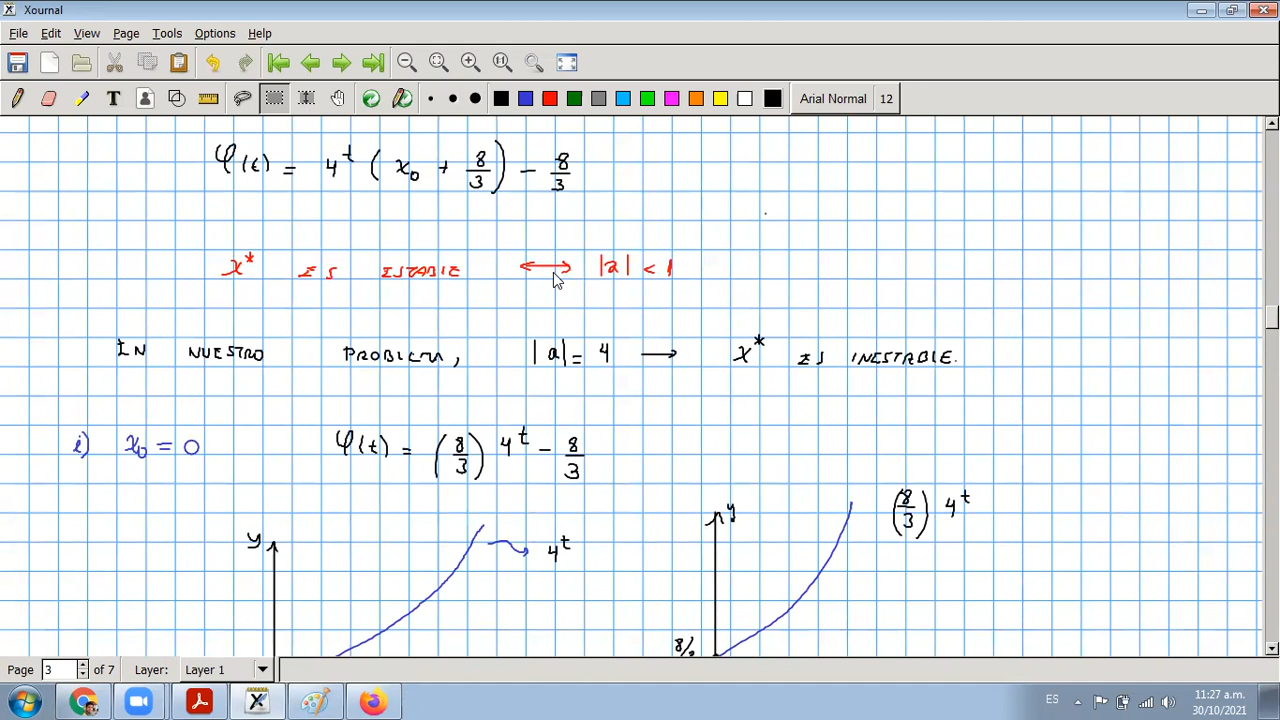 Xournal
File Edit View Page Tools Options Help
Arial Normal 12
φ(t) = 4^t (x₀ + 8/3) - 8/3
x* ES ESTABLE ⟷ |a| < 1
EN NUESTRO PROBLEMA, |a| = 4 → x* ES INESTABLE.
i) x₀ = 0 φ(t) = (8/3) 4^t - 8/3
y 4^t
y (8/3) 4^t
8/
Page 3 of 7 Layer: Layer 1
ES 11:27 a.m.
30/10/2021